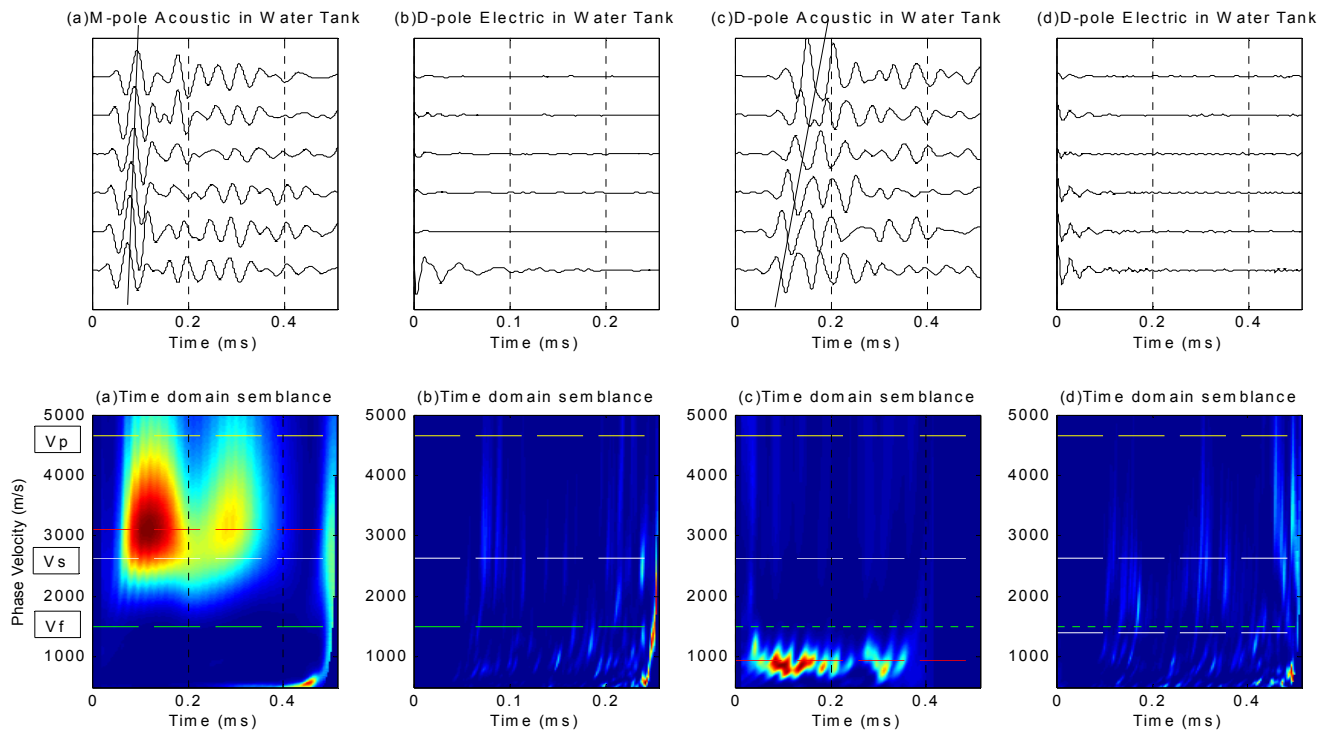 (a)M-pole Acoustic in Water Tank
(b)D-pole Electric in Water Tank
(c)D-pole Acoustic in Water Tank
(d)D-pole Electric in Water Tank
0 0.2 0.4
Time (ms)
0 0.1 0.2
Time (ms)
0 0.2 0.4
Time (ms)
0 0.2 0.4
Time (ms)
(a)Time domain semblance
(b)Time domain semblance
(c)Time domain semblance
(d)Time domain semblance
Phase Velocity (m/s)
5000
Vp
4000
3000
Vs
2000
Vf
1000
0 0.2 0.4
Time (ms)
5000
4000
3000
2000
1000
0 0.1 0.2
Time (ms)
5000
4000
3000
2000
1000
0 0.2 0.4
Time (ms)
5000
4000
3000
2000
1000
0 0.2 0.4
Time (ms)